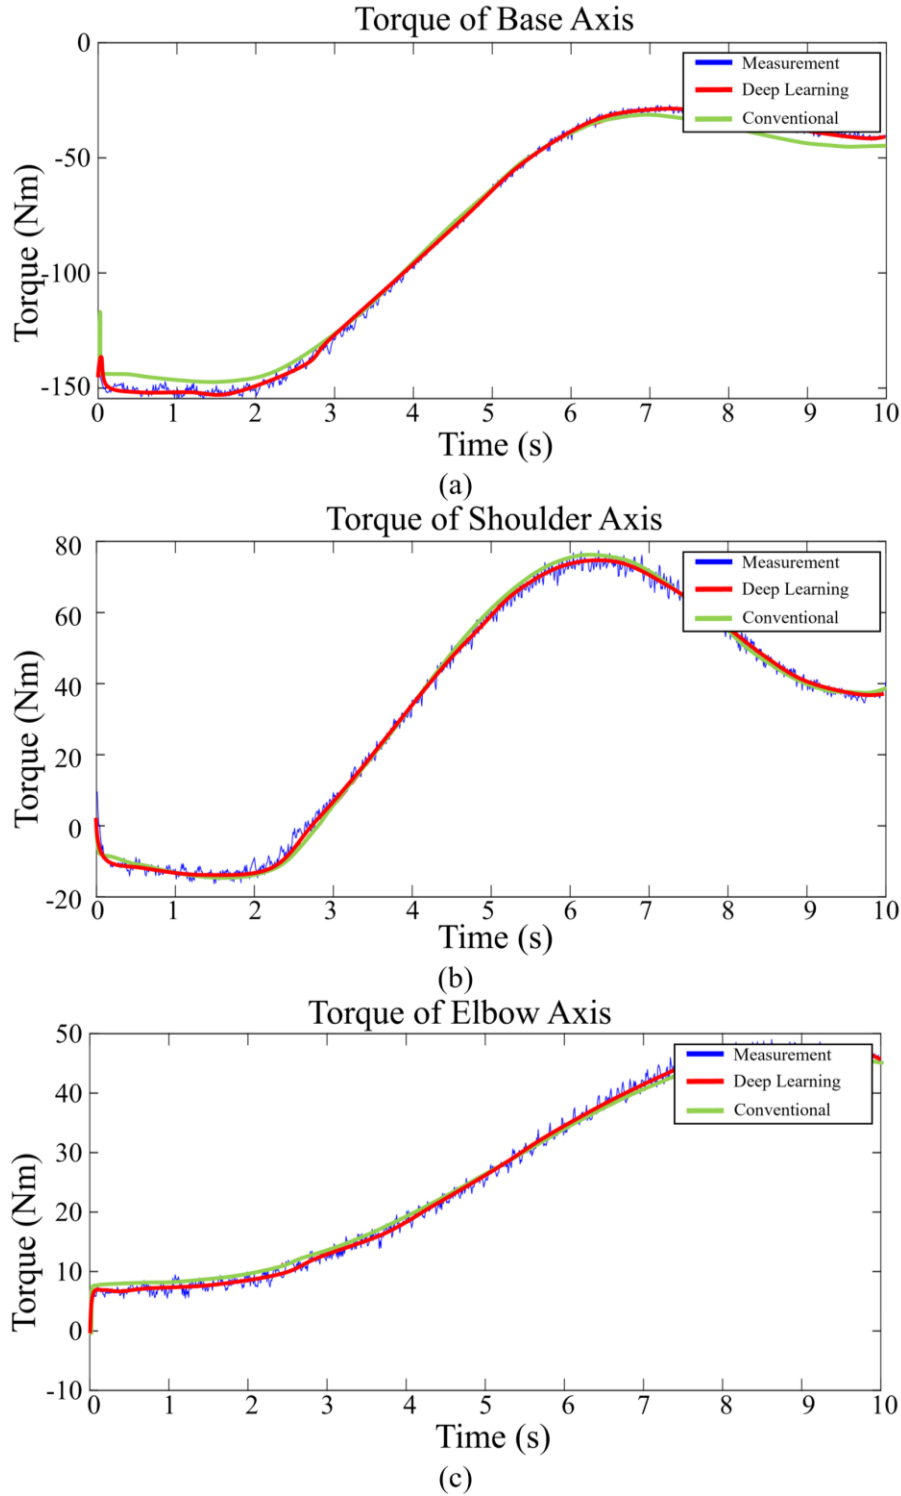 Torque of Base Axis
0
-50
-100
-150
Torque (Nm)
Measurement
Deep Learning
Conventional
0 1 2 3 4 5 6 7 8 9 10
Time (s)
(a)
Torque of Shoulder Axis
80
60
40
20
0
-20
Torque (Nm)
Measurement
Deep Learning
Conventional
0 1 2 3 4 5 6 7 8 9 10
Time (s)
(b)
Torque of Elbow Axis
50
40
30
20
10
0
-10
Torque (Nm)
Measurement
Deep Learning
Conventional
0 1 2 3 4 5 6 7 8 9 10
Time (s)
(c)